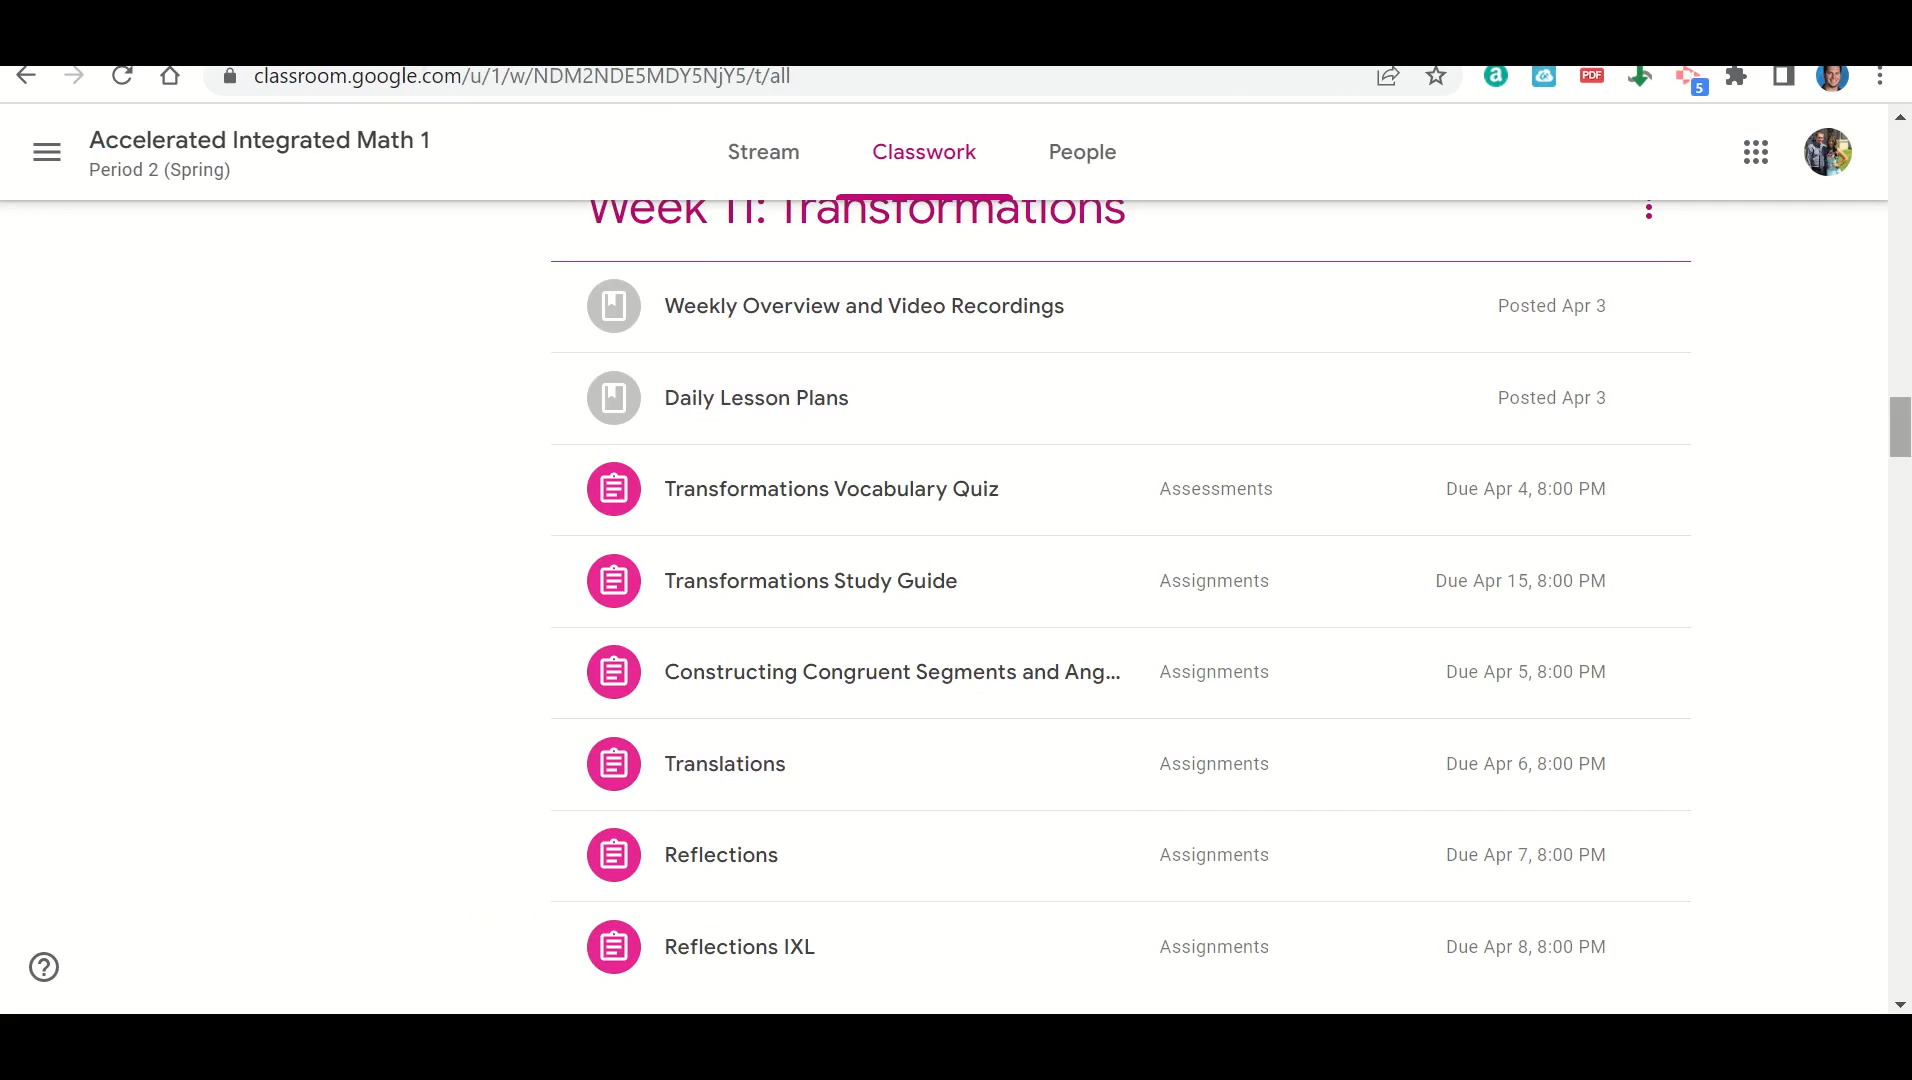 classroom.google.com/u/1/w/NDM2NDE5MDY5NjY5/t/all
a
PDF
5
Accelerated Integrated Math 1
Period 2 (Spring)
Stream
Classwork
People
Week 11: Transformations
Weekly Overview and Video Recordings
Posted Apr 3
Daily Lesson Plans
Posted Apr 3
Transformations Vocabulary Quiz
Assessments
Due Apr 4, 8:00 PM
Transformations Study Guide
Assignments
Due Apr 15, 8:00 PM
Constructing Congruent Segments and Ang...
Assignments
Due Apr 5, 8:00 PM
Translations
Assignments
Due Apr 6, 8:00 PM
Reflections
Assignments
Due Apr 7, 8:00 PM
Reflections IXL
Assignments
Due Apr 8, 8:00 PM